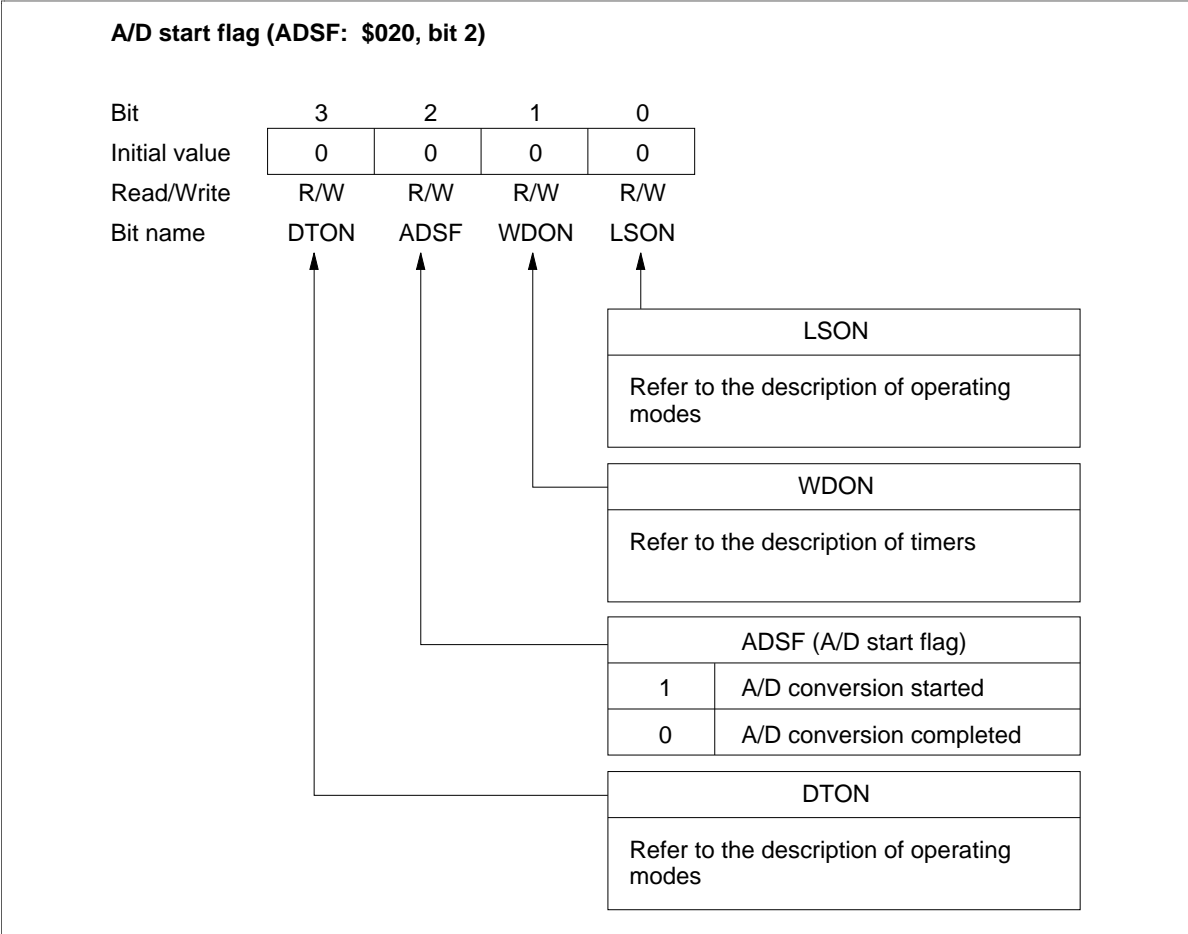 A/D start flag (ADSF: $020, bit 2)
Bit 3 2 1 0
Initial value 0 0 0 0
Read/Write R/W R/W R/W R/W
Bit name DTON ADSF WDON LSON
LSON
Refer to the description of operating
modes
WDON
Refer to the description of timers
ADSF (A/D start flag)
1 A/D conversion started
0 A/D conversion completed
DTON
Refer to the description of operating
modes